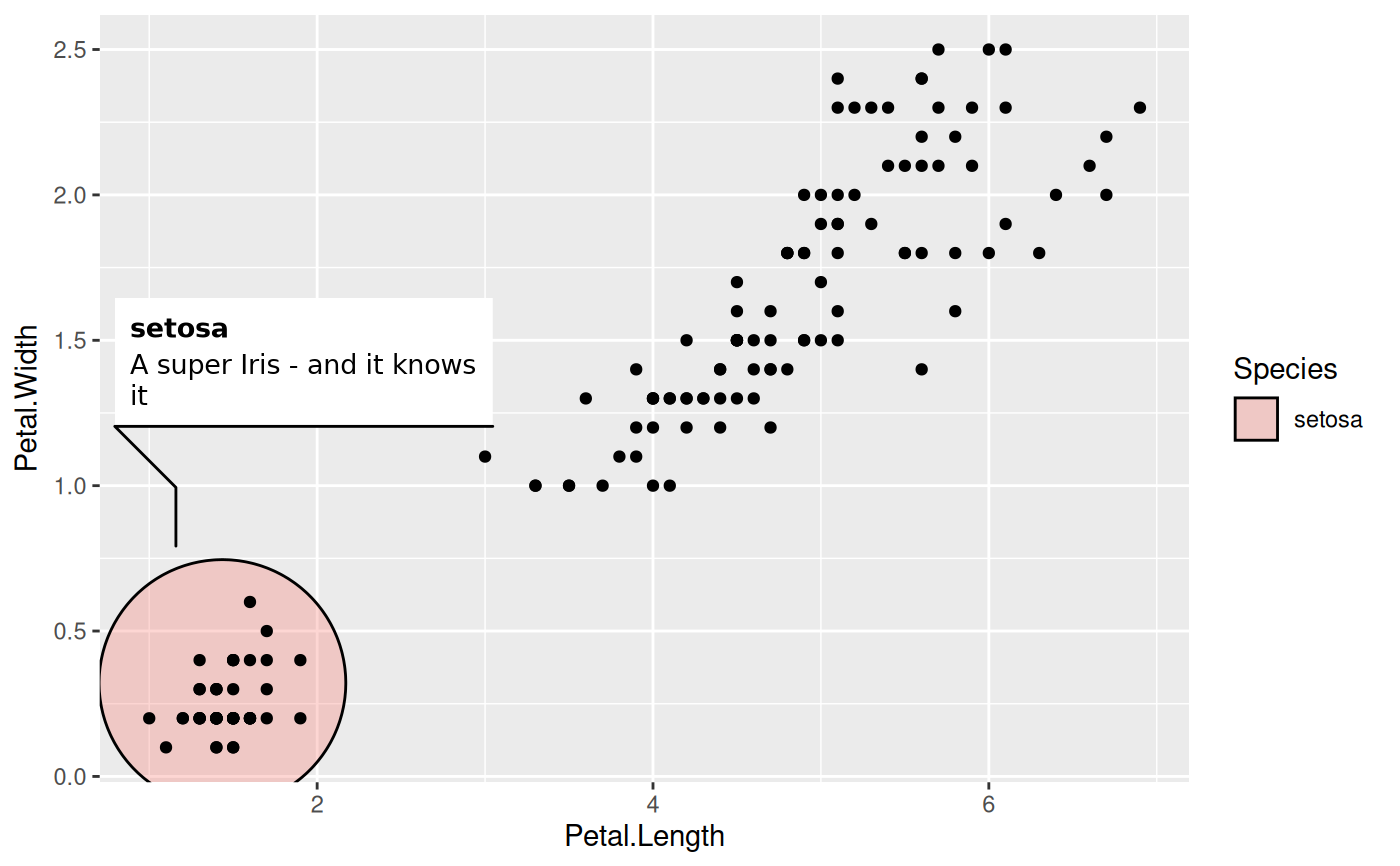 2.5
2.0
1.5
1.0
0.5
0.0
Petal.Width
setosa
A super Iris - and it knows
it
2
4
6
Petal.Length
Species
setosa